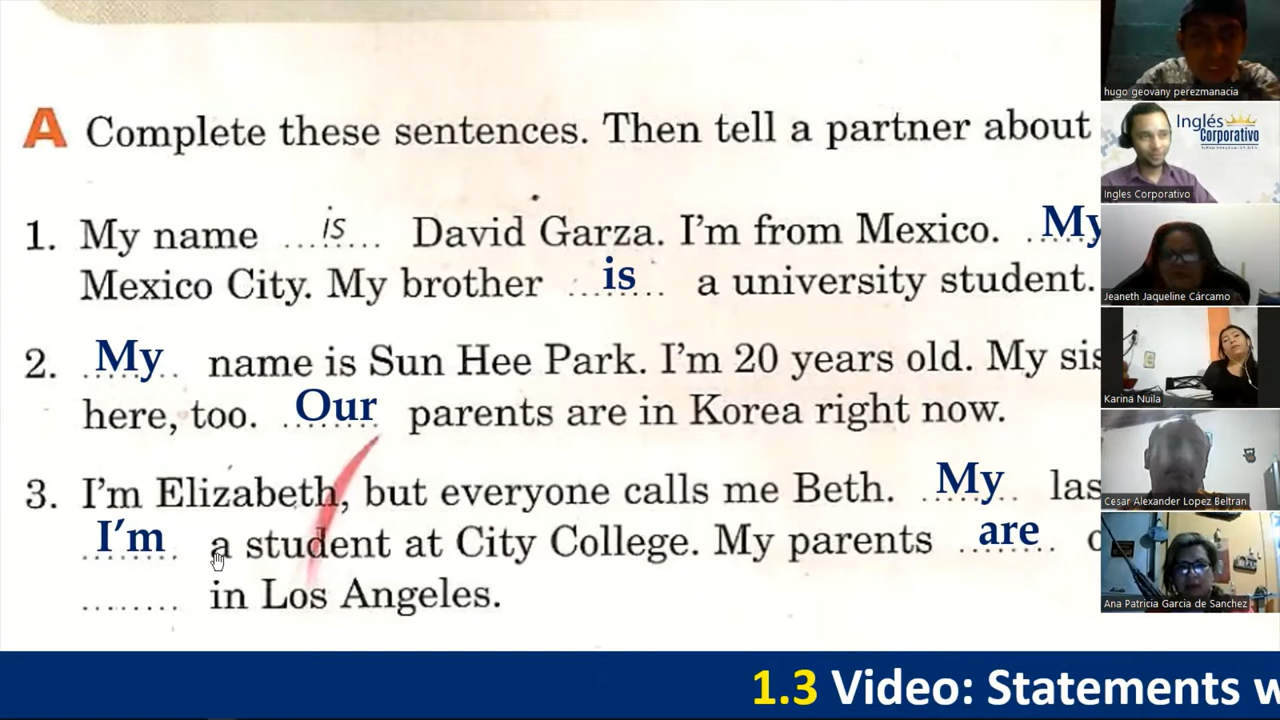 A Complete these sentences. Then tell a partner about
1. My name ...is... David Garza. I'm from Mexico. My
Mexico City. My brother is a university student.
2. My name is Sun Hee Park. I'm 20 years old. My sis
here, too. Our parents are in Korea right now.
3. I'm Elizabeth, but everyone calls me Beth. My las
I'm a student at City College. My parents are
......... in Los Angeles.
1.3 Video: Statements w
hugo geovany perezmanacia
Inglés
Corporativo
Ingles Corporativo
Jeaneth Jaqueline Cárcamo
Karina Nuila
Cesar Alexander Lopez Beltran
Ana Patricia Garcia de Sanchez